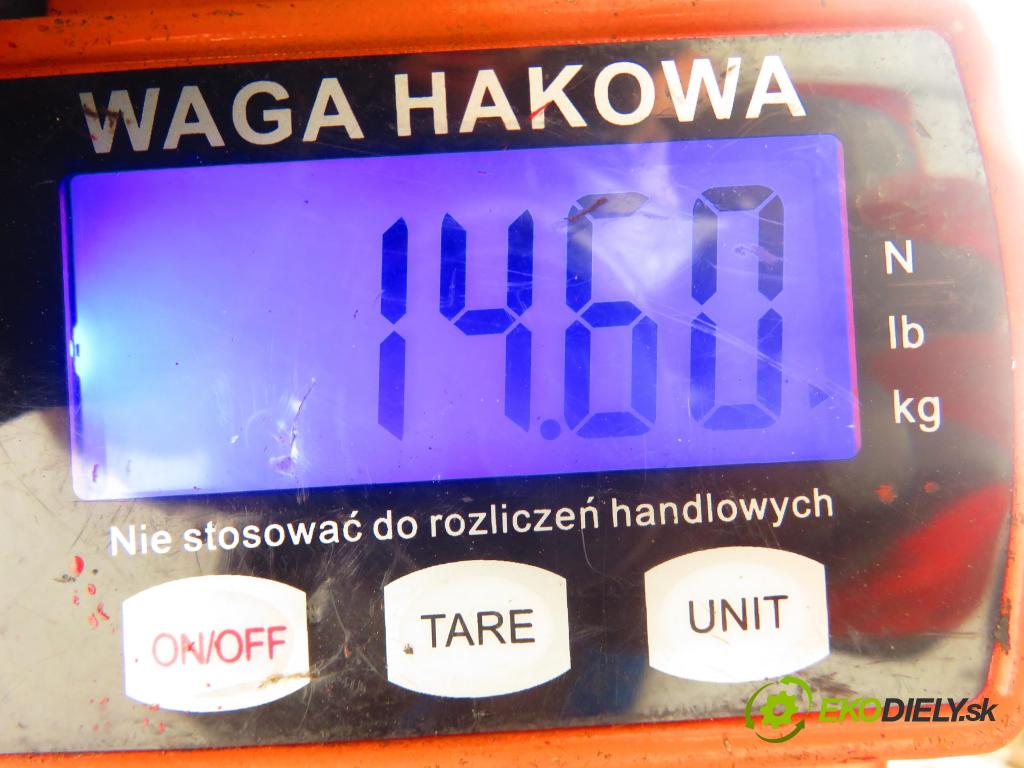 WAGA HAKOWA
14.60
N
lb
kg
Nie stosować do rozliczeń handlowych
ON/OFF
TARE
UNIT
EKODIELY.sk